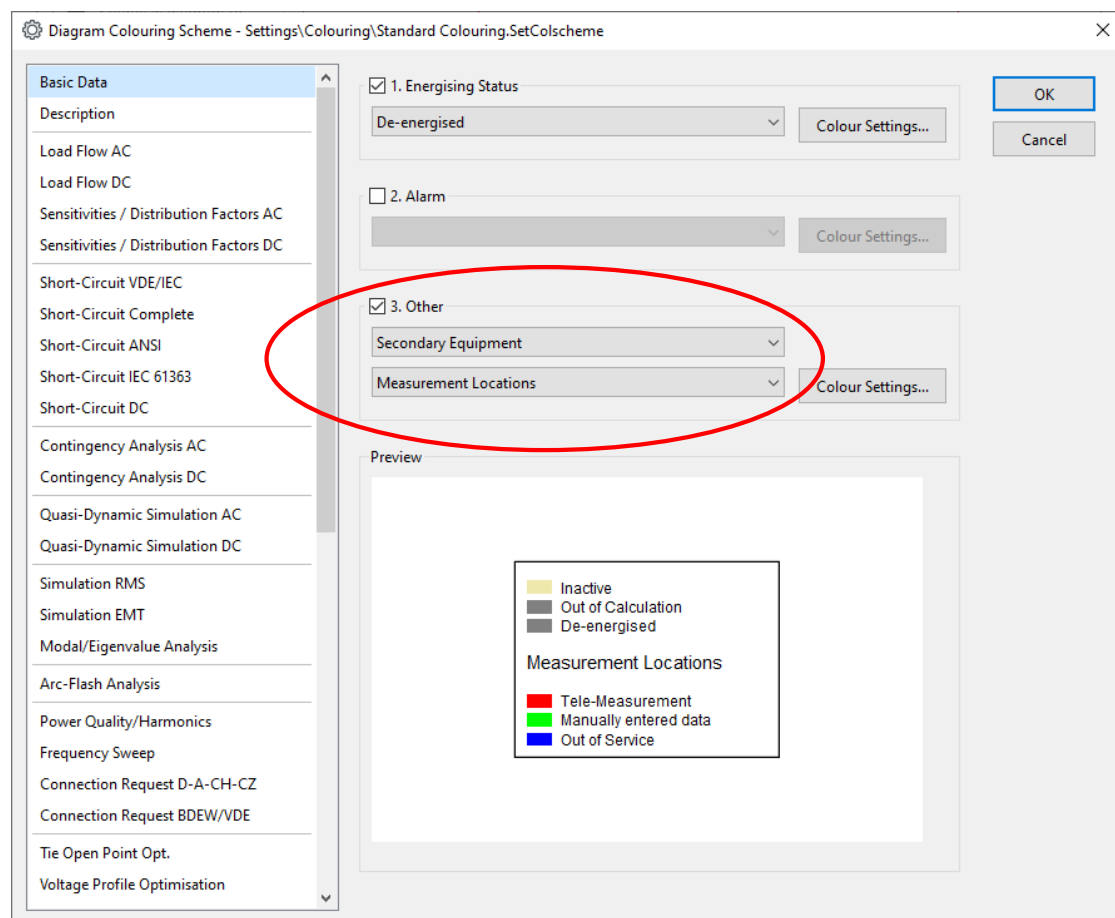 Diagram Colouring Scheme - Settings\Colouring\Standard Colouring.SetColscheme
Basic Data
Description
Load Flow AC
Load Flow DC
Sensitivities / Distribution Factors AC
Sensitivities / Distribution Factors DC
Short-Circuit VDE/IEC
Short-Circuit Complete
Short-Circuit ANSI
Short-Circuit IEC 61363
Short-Circuit DC
Contingency Analysis AC
Contingency Analysis DC
Quasi-Dynamic Simulation AC
Quasi-Dynamic Simulation DC
Simulation RMS
Simulation EMT
Modal/Eigenvalue Analysis
Arc-Flash Analysis
Power Quality/Harmonics
Frequency Sweep
Connection Request D-A-CH-CZ
Connection Request BDEW/VDE
Tie Open Point Opt.
Voltage Profile Optimisation
1. Energising Status
De-energised
Colour Settings...
2. Alarm
Colour Settings...
3. Other
Secondary Equipment
Measurement Locations
Colour Settings...
Preview
Inactive
Out of Calculation
De-energised
Measurement Locations
Tele-Measurement
Manually entered data
Out of Service
OK
Cancel